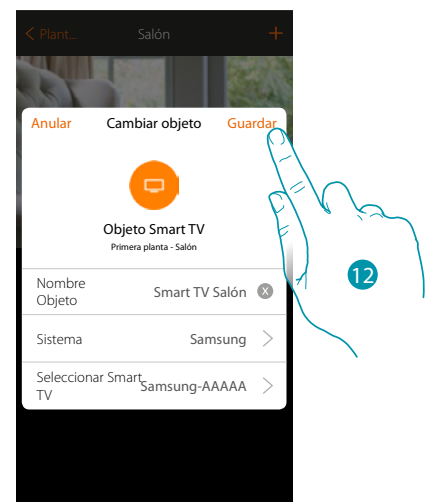 < Plant... Salón +
Anular Cambiar objeto Guardar
Objeto Smart TV
Primera planta - Salón
Nombre
Objeto
Smart TV Salón X
Sistema Samsung >
Seleccionar Smart
TV
Samsung-AAAAA >
12